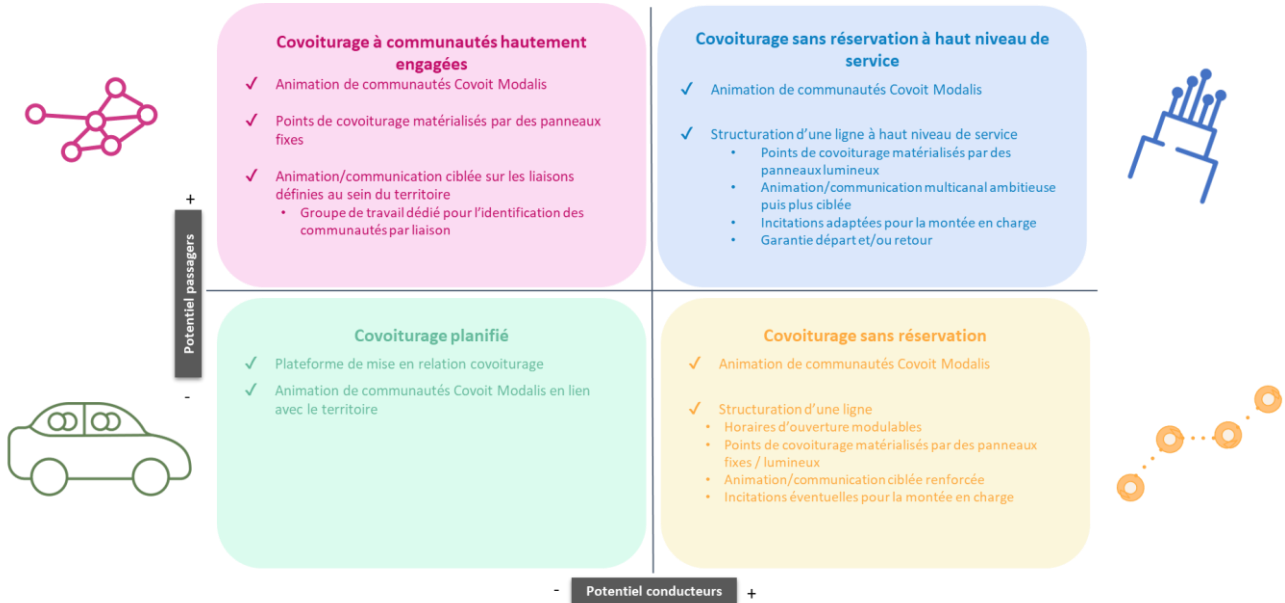 Covoiturage à communautés hautement
engagées
✓ Animation de communautés Covoit Modalis
✓ Points de covoiturage matérialisés par des panneaux
fixes
✓ Animation/communication ciblée sur les liaisons
définies au sein du territoire
• Groupe de travail dédié pour l'identification des
communautés par liaison
Covoiturage sans réservation à haut niveau de
service
✓ Animation de communautés Covoit Modalis
✓ Structuration d'une ligne à haut niveau de service
• Points de covoiturage matérialisés par des
panneaux lumineux
• Animation/communication multicanal ambitieuse
puis plus ciblée
• Incitations adaptées pour la montée en charge
• Garantie départ et/ou retour
+
Potentiel passagers
-
Covoiturage planifié
✓ Plateforme de mise en relation covoiturage
✓ Animation de communautés Covoit Modalis en lien
avec le territoire
Covoiturage sans réservation
✓ Animation de communautés Covoit Modalis
✓ Structuration d'une ligne
• Horaires d'ouverture modulables
• Points de covoiturage matérialisés par des panneaux
fixes / lumineux
• Animation/communication ciblée renforcée
• Incitations éventuelles pour la montée en charge
- Potentiel conducteurs +